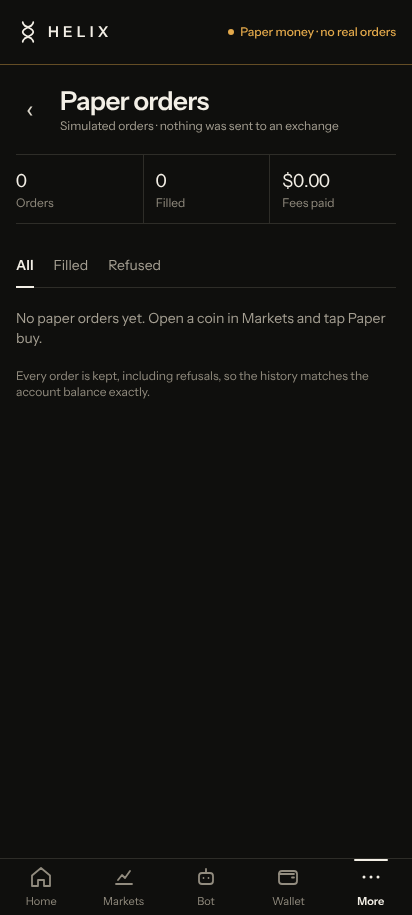 HELIX
Paper money · no real orders
Paper orders
Simulated orders · nothing was sent to an exchange
0
Orders
0
Filled
$0.00
Fees paid
All
Filled
Refused
No paper orders yet. Open a coin in Markets and tap Paper
buy.
Every order is kept, including refusals, so the history matches the
account balance exactly.
Home
Markets
Bot
Wallet
More